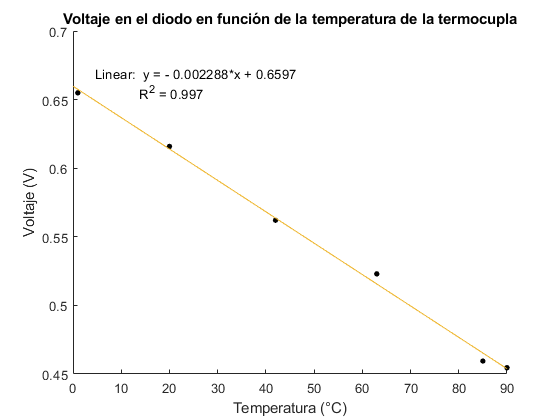 Voltaje en el diodo en función de la temperatura de la termocupla
0.7
Linear: y = - 0.002288*x + 0.6597
R2 = 0.997
0.65
0.6
0.55
0.5
0.45
Voltaje (V)
0 10 20 30 40 50 60 70 80 90
Temperatura (°C)